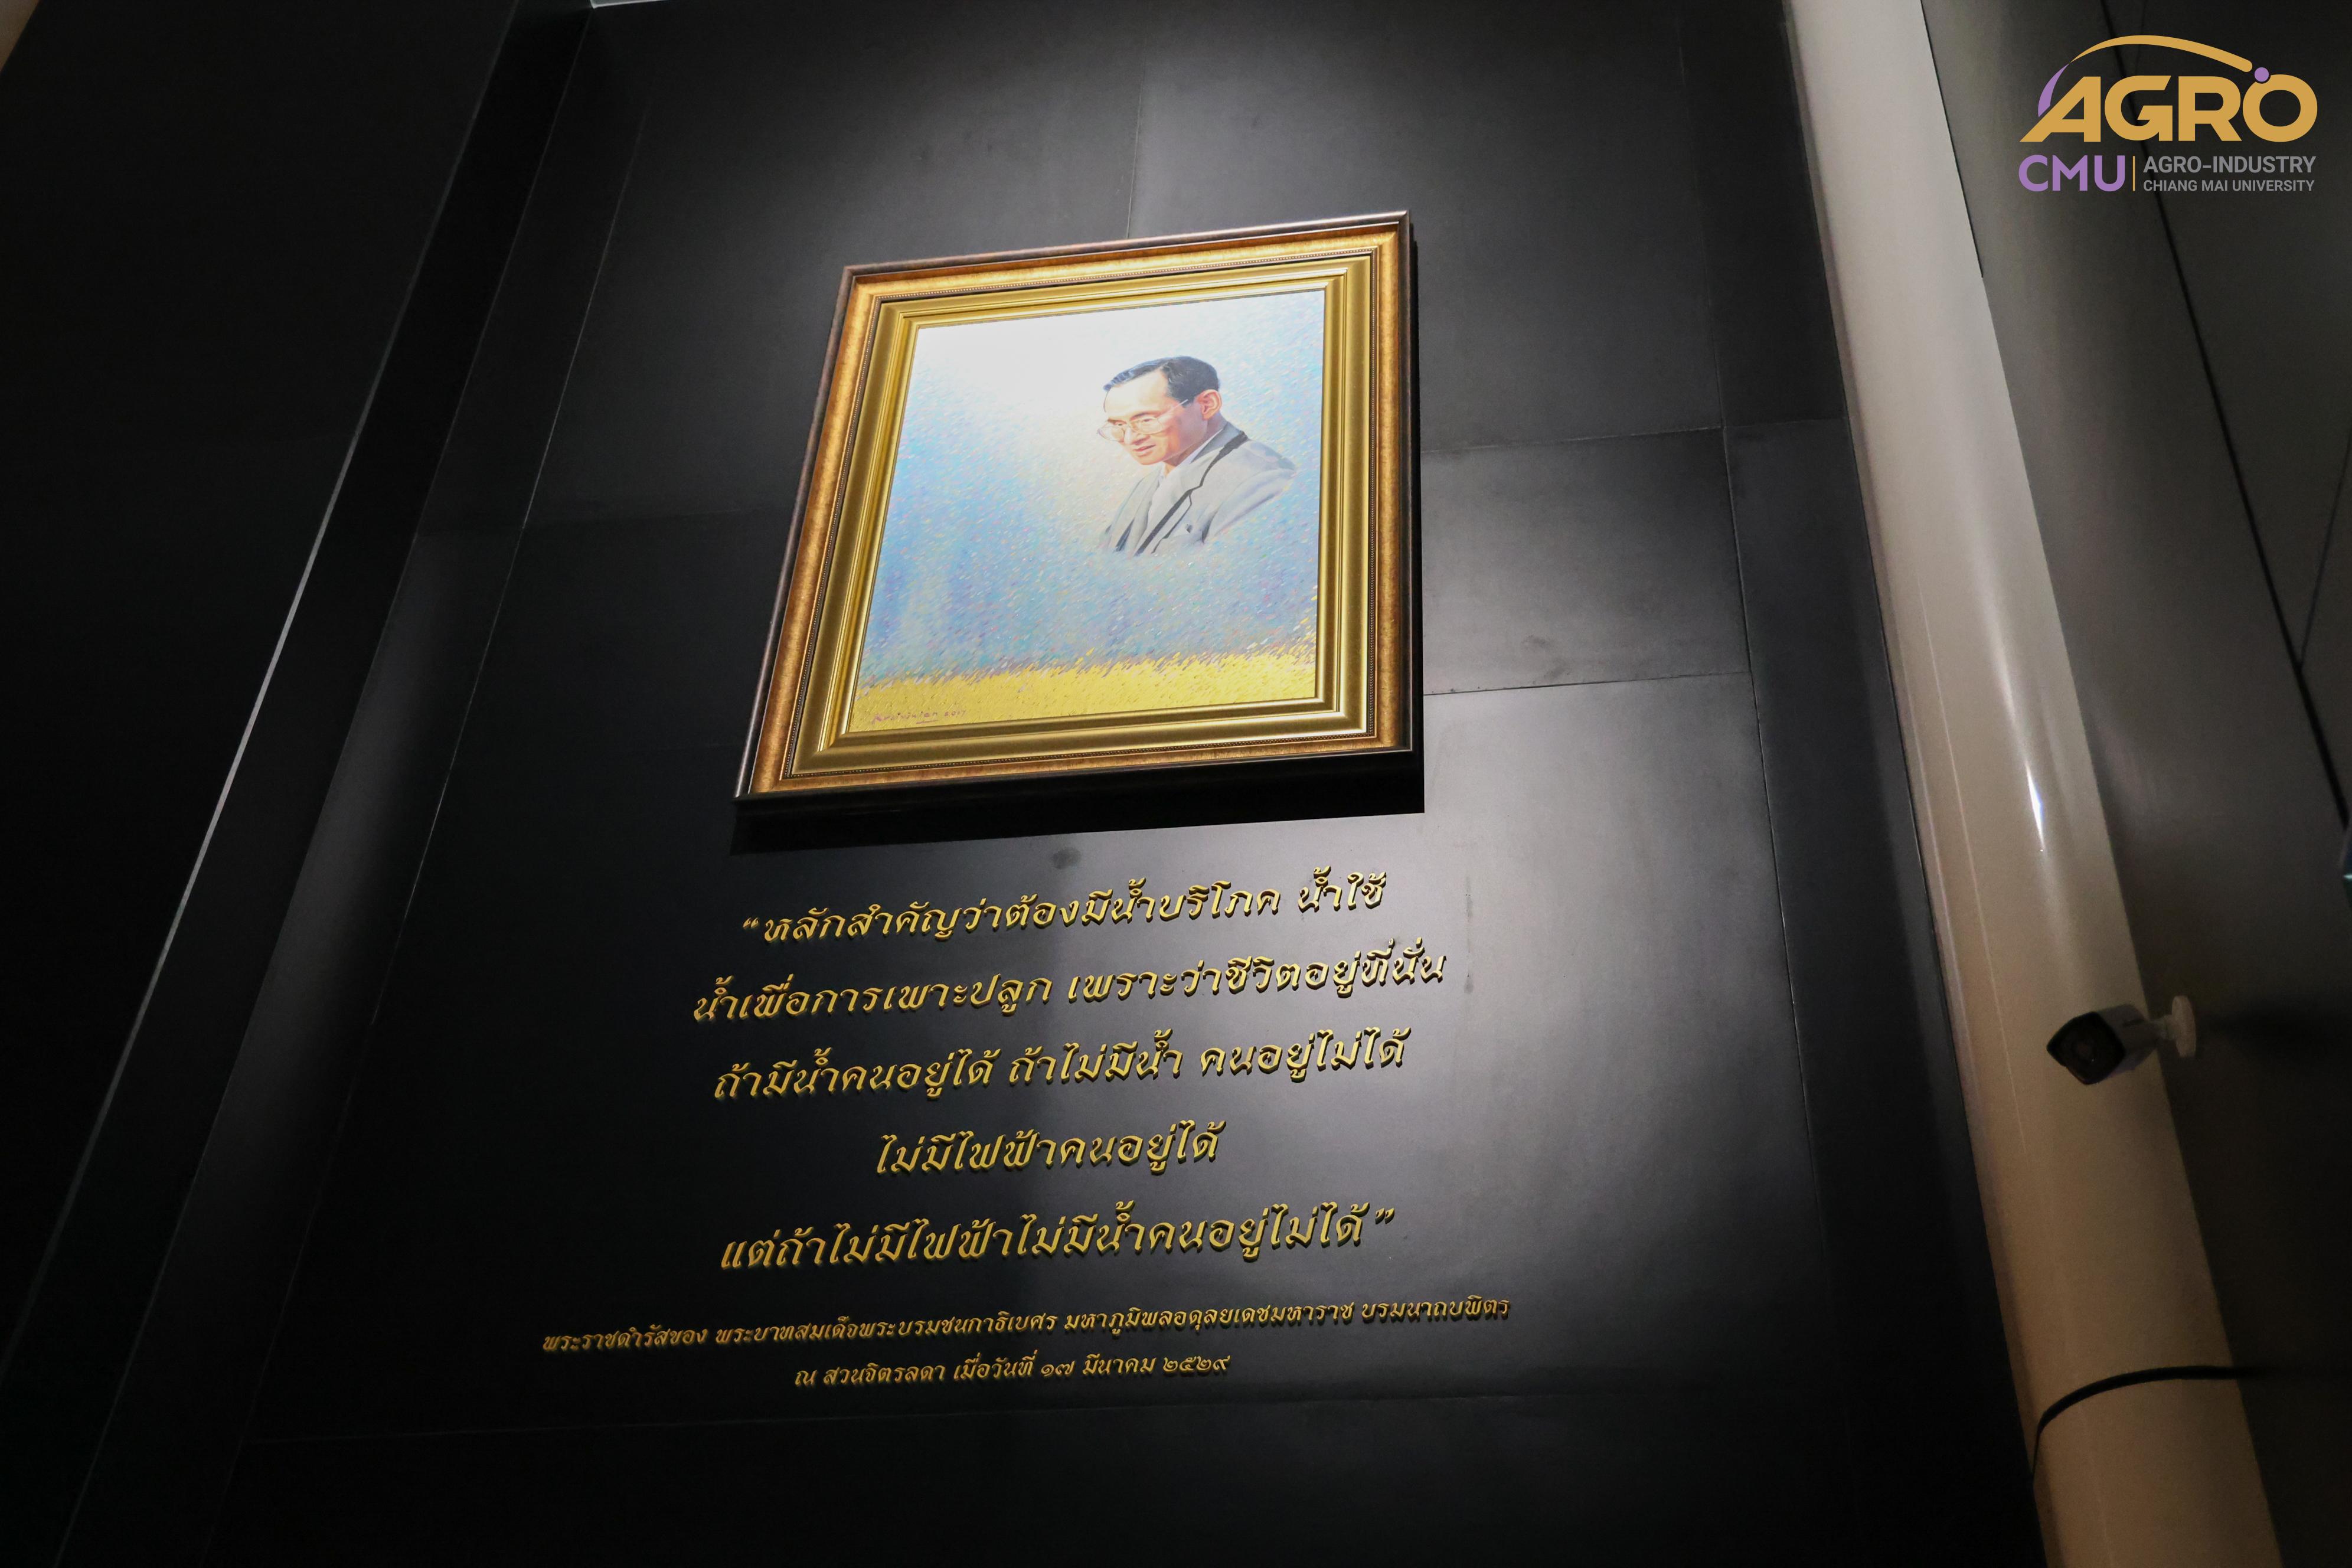 AGRO
CMU | AGRO-INDUSTRY
CHIANG MAI UNIVERSITY
“หลักสำคัญว่าต้องมีน้ำบริโภค น้ำใช้
น้ำเพื่อการเพาะปลูก เพราะว่าชีวิตอยู่ที่นั่น
ถ้ามีน้ำคนอยู่ได้ ถ้าไม่มีน้ำ คนอยู่ไม่ได้
ไม่มีไฟฟ้าคนอยู่ได้
แต่ถ้าไม่มีไฟฟ้าไม่มีน้ำคนอยู่ไม่ได้”
พระราชดำรัสของ พระบาทสมเด็จพระบรมชนกาธิเบศร มหาภูมิพลอดุลยเดชมหาราช บรมนาถบพิตร
ณ สวนจิตรลดา เมื่อวันที่ ๑๗ มีนาคม ๒๕๒๙